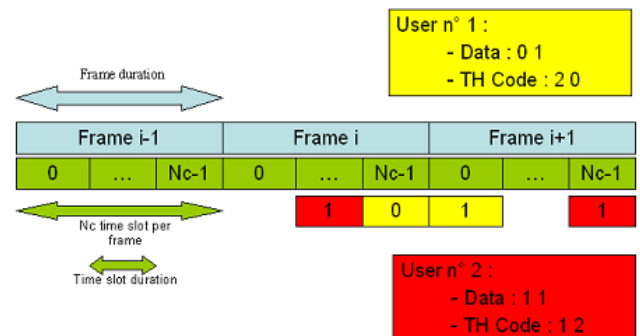 User n° 1 :
- Data : 0 1
- TH Code : 2 0
Frame duration
Frame i-1 Frame i Frame i+1
0 ... Nc-1 0 ... Nc-1 0 ... Nc-1
1 0 1 1
Nc time slot per
frame
Time slot duration
User n° 2 :
- Data : 1 1
- TH Code : 1 2